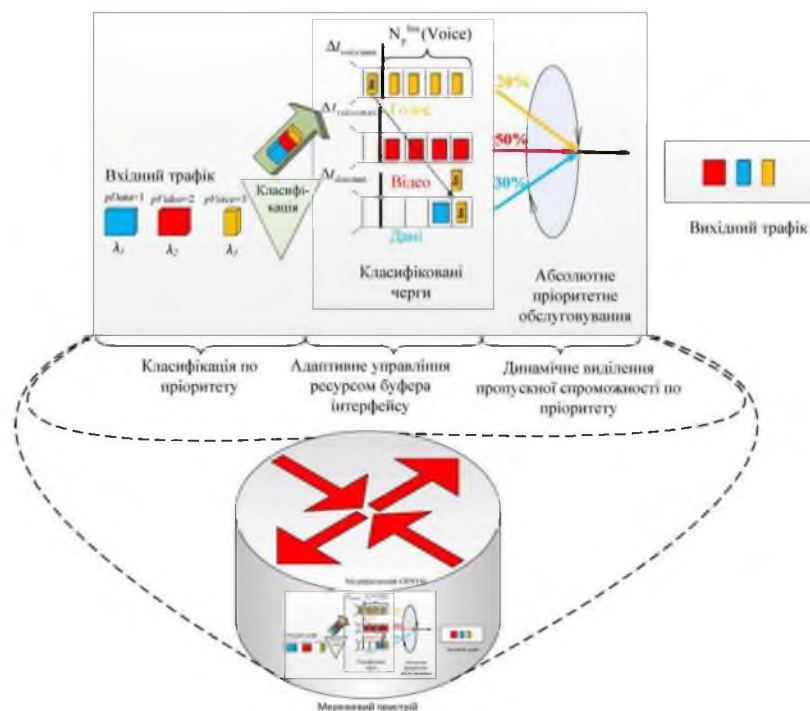 N_p^lim (Voice)
Голос
20%
50%
30%
Відео
Дані
Вхідний трафік
pData=1 pVideo=2 pVoice=3
λ₁ λ₂ λ₃
Класифі-
кація
Класифіковані
черги
Абсолютне
пріоритетне
обслуговування
Вихідний трафік
Класифікація по
пріоритету
Адаптивне управління
ресурсом буфера
інтерфейсу
Динамічне виділення
пропускної спроможності по
пріоритету
Мережевий пристрій